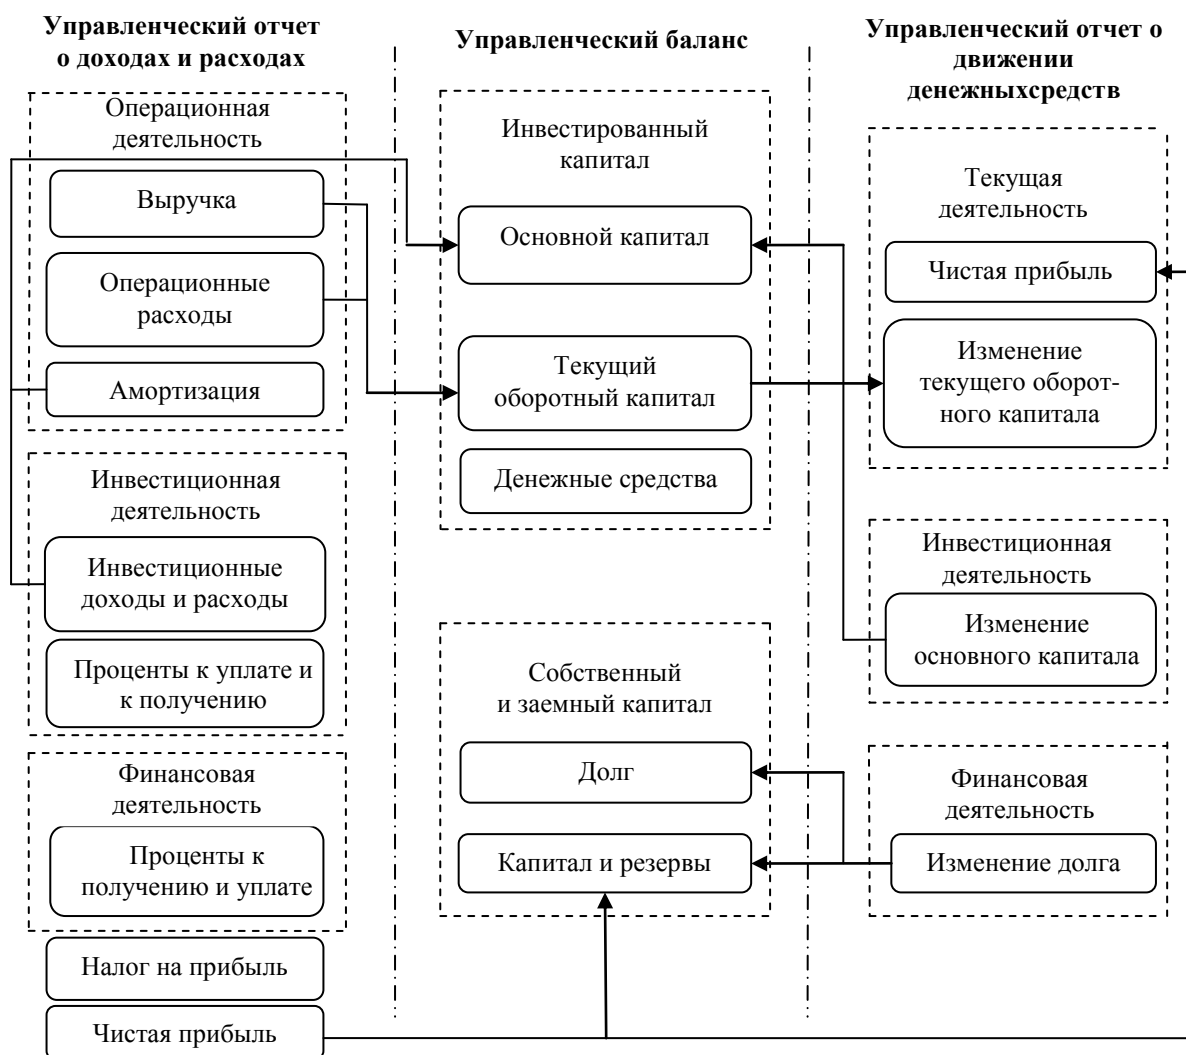 Управленческий отчет
о доходах и расходах
Операционная
деятельность
Выручка
Операционные
расходы
Амортизация
Инвестиционная
деятельность
Инвестиционные
доходы и расходы
Проценты к уплате и
к получению
Финансовая
деятельность
Проценты к
получению и уплате
Налог на прибыль
Чистая прибыль
Управленческий баланс
Инвестированный
капитал
Основной капитал
Текущий
оборотный капитал
Денежные средства
Собственный
и заемный капитал
Долг
Капитал и резервы
Управленческий отчет о
движении
денежныхсредств
Текущая
деятельность
Чистая прибыль
Изменение
текущего оборот-
ного капитала
Инвестиционная
деятельность
Изменение
основного капитала
Финансовая
деятельность
Изменение долга